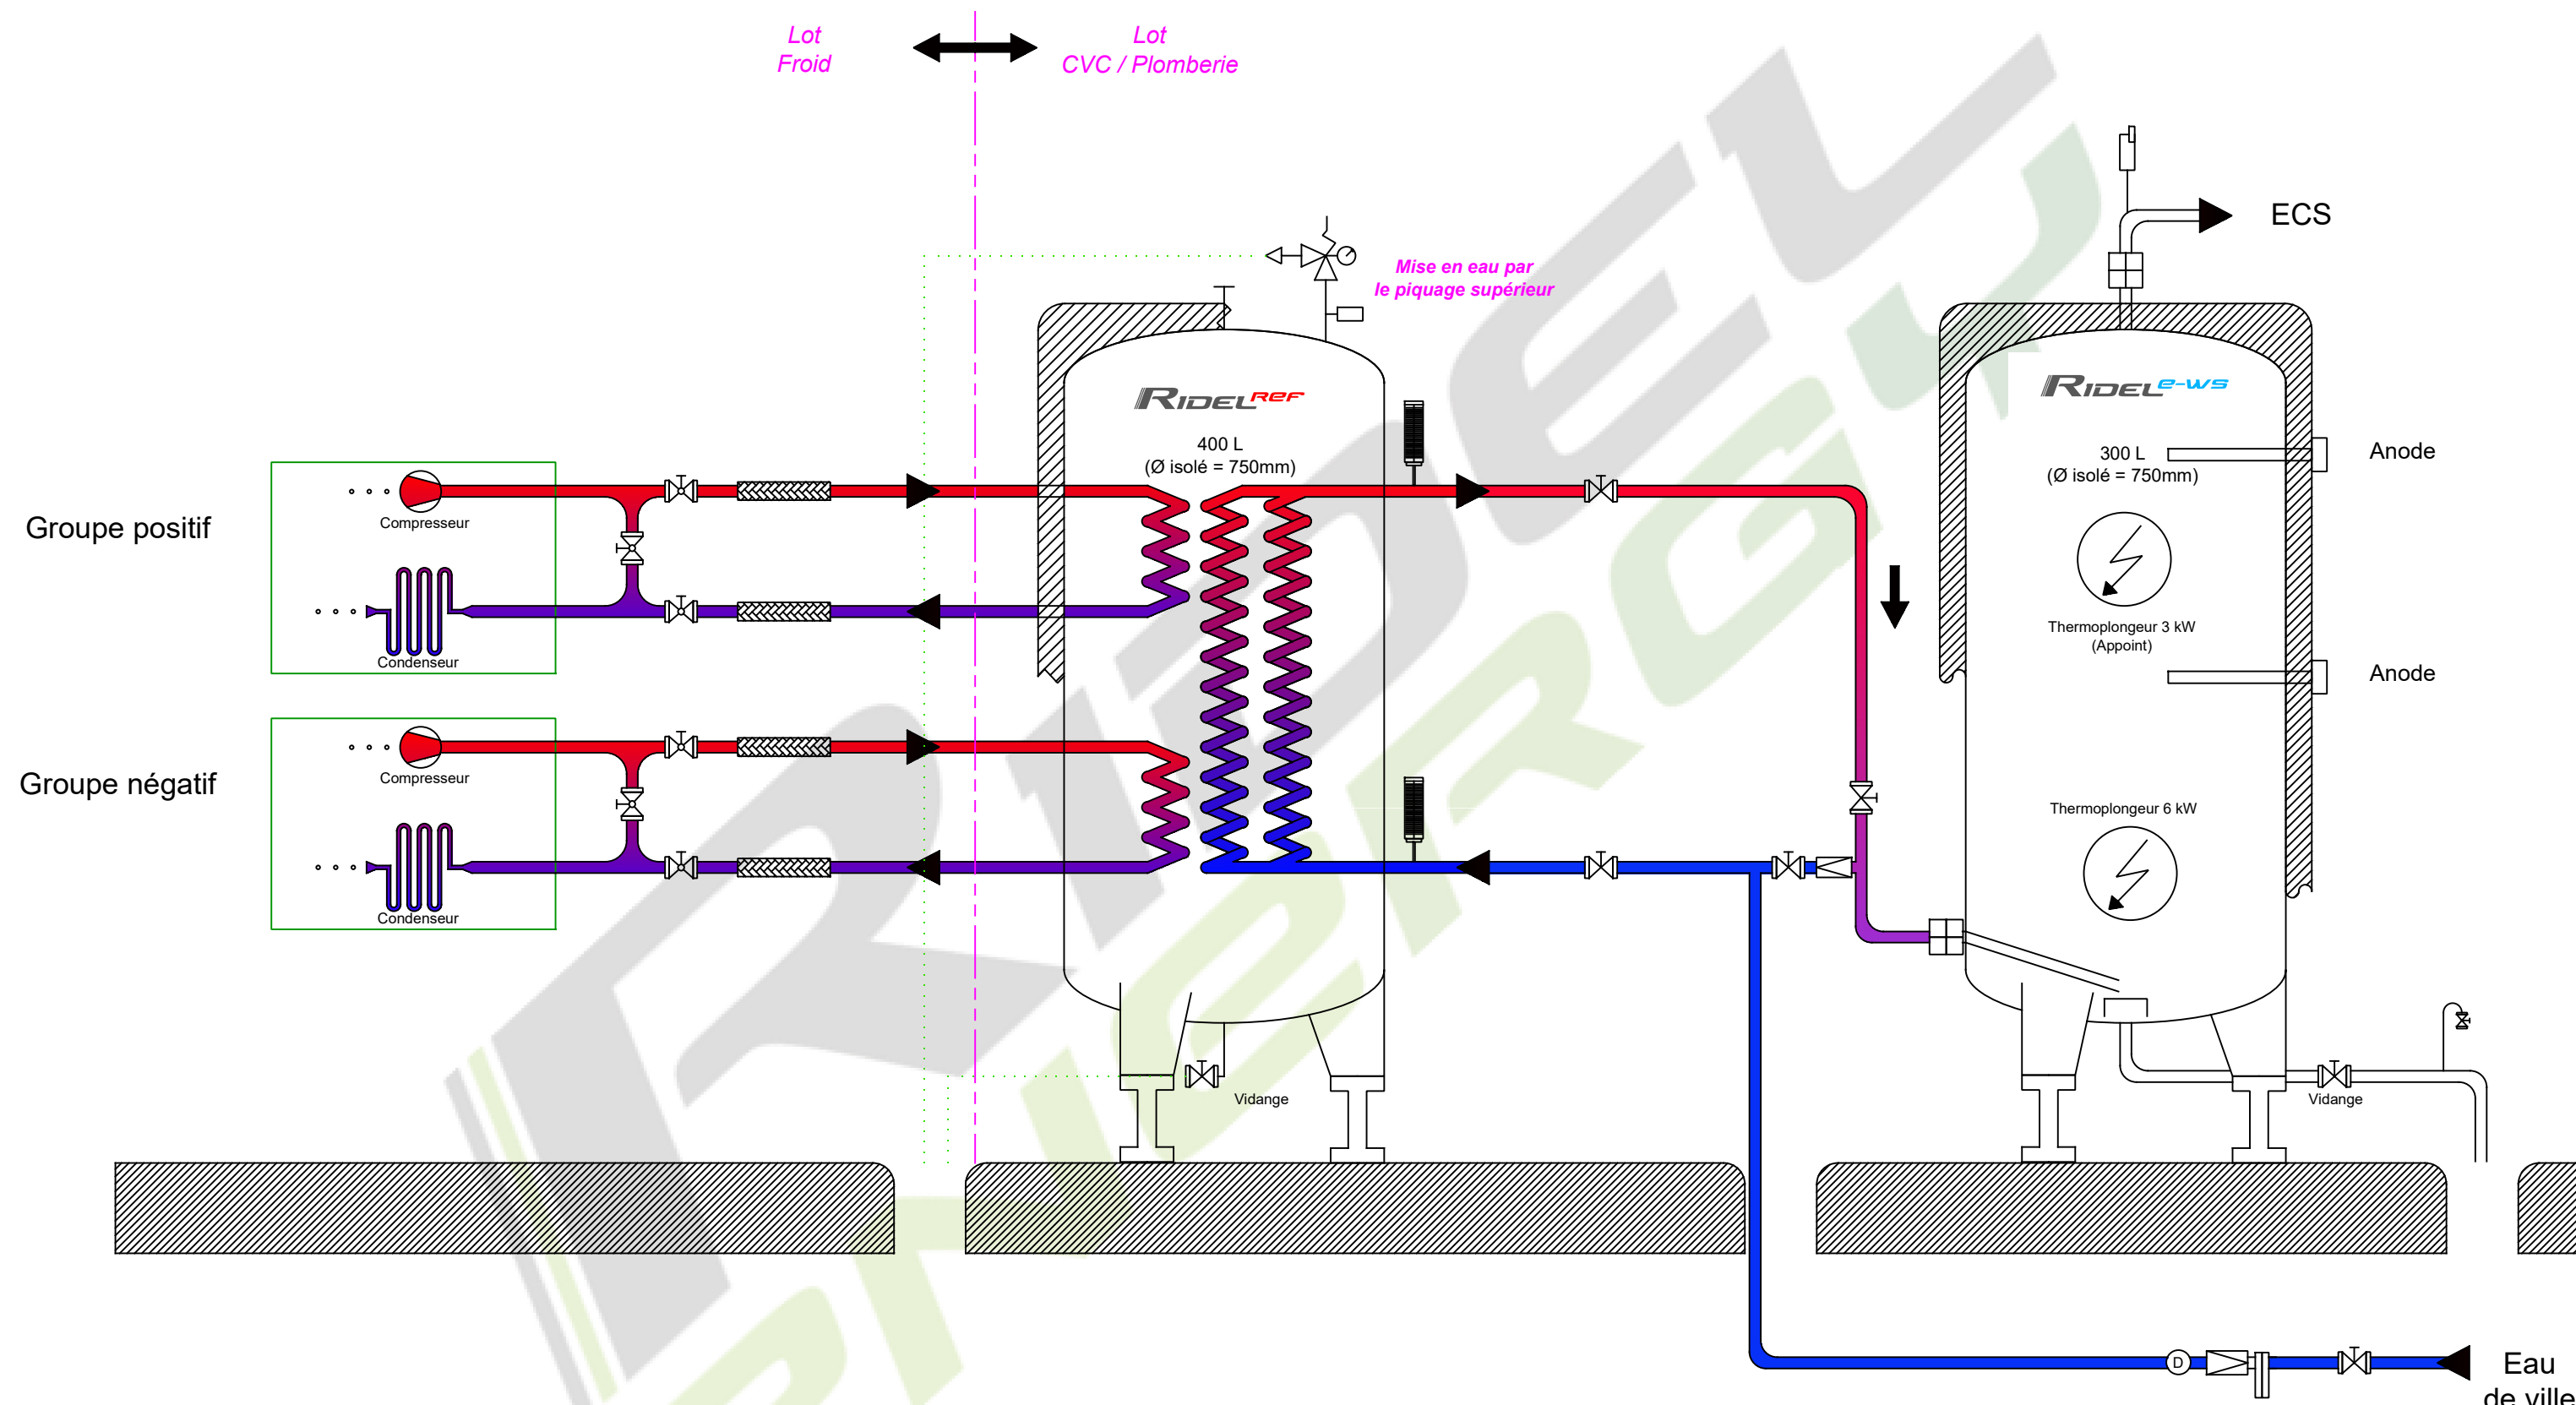 Lot
Froid
Lot
CVC / Plomberie
ECS
Mise en eau par
le piquage supérieur
RIDEL REF
400 L
(Ø isolé = 750mm)
RIDEL e-ws
300 L
(Ø isolé = 750mm)
Anode
Groupe positif
Compresseur
Condenseur
Thermoplongeur 3 kW
(Appoint)
Anode
Groupe négatif
Compresseur
Condenseur
Thermoplongeur 6 kW
Vidange
Vidange
D
Eau
de ville
RIDEL
ENERGY